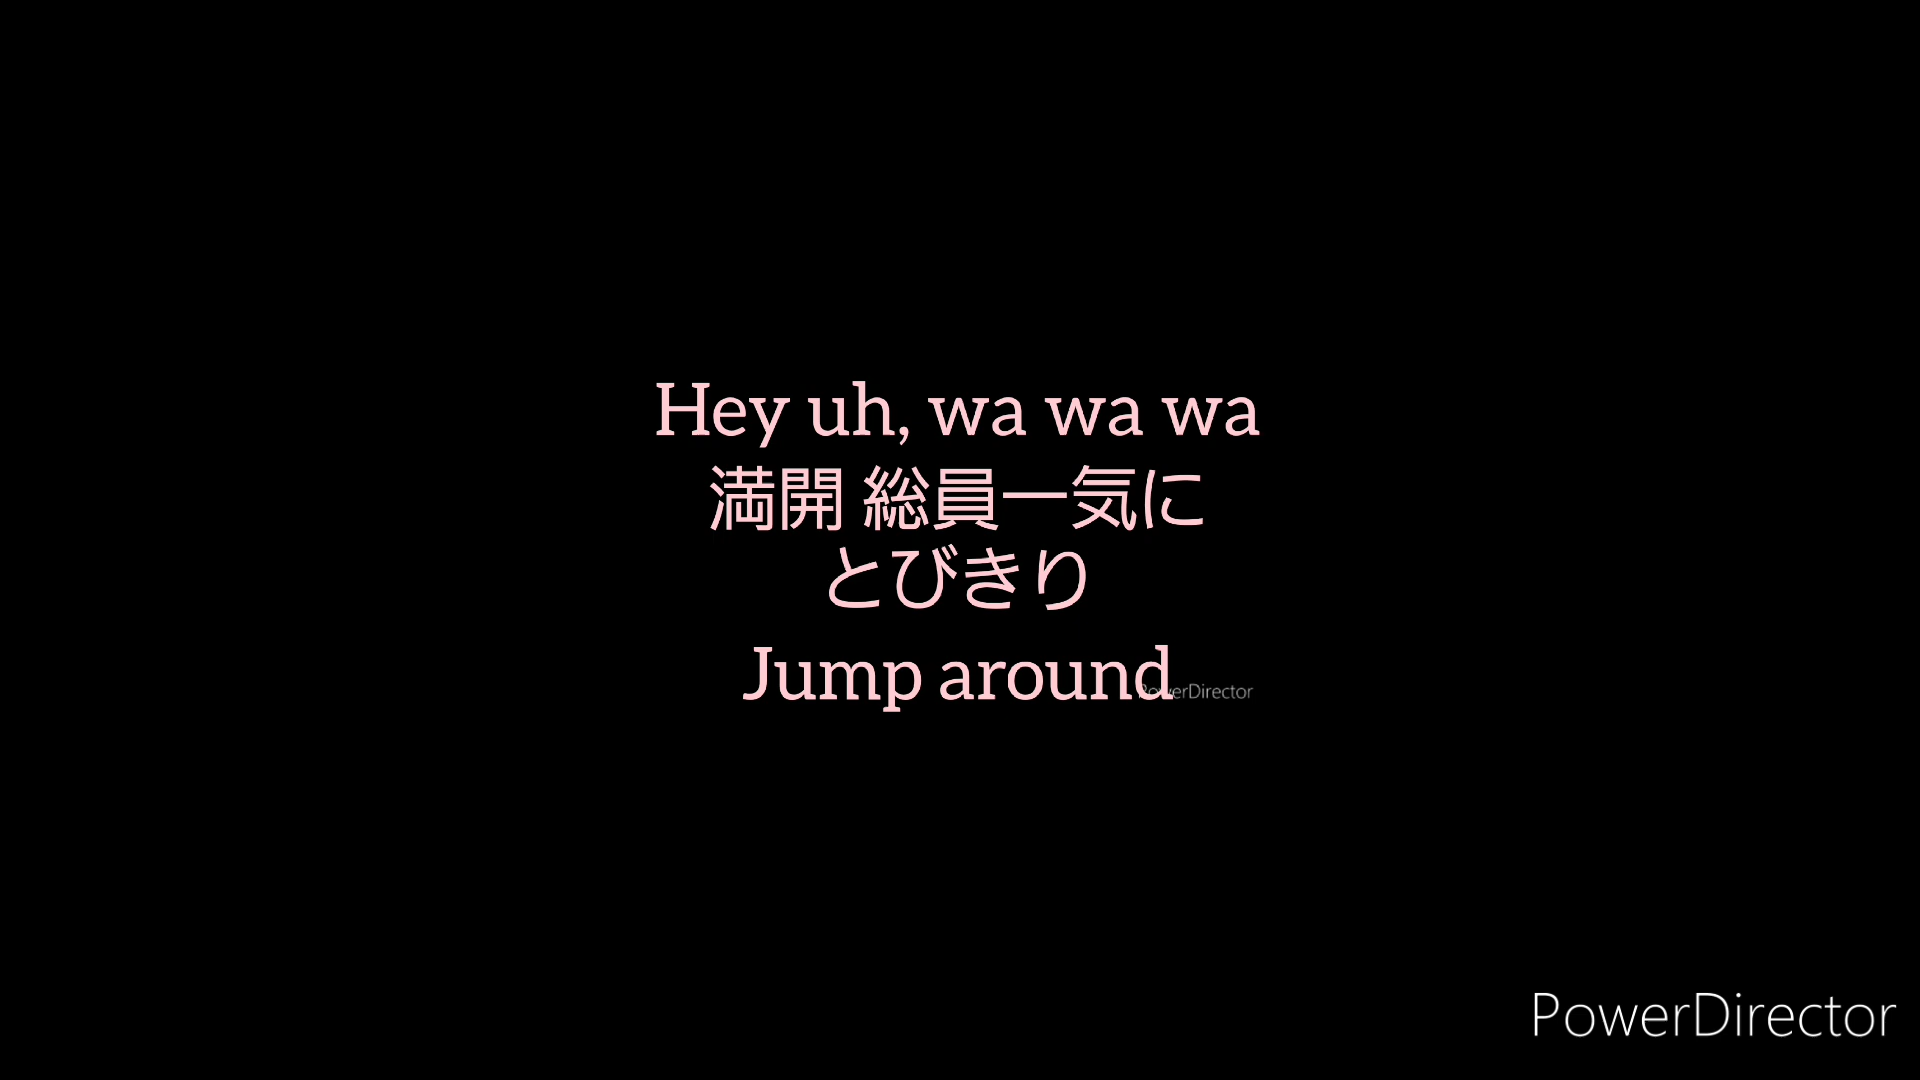 Hey uh, wa wa wa
満開 総員一気に
とびきり
Jump around
PowerDirector
PowerDirector